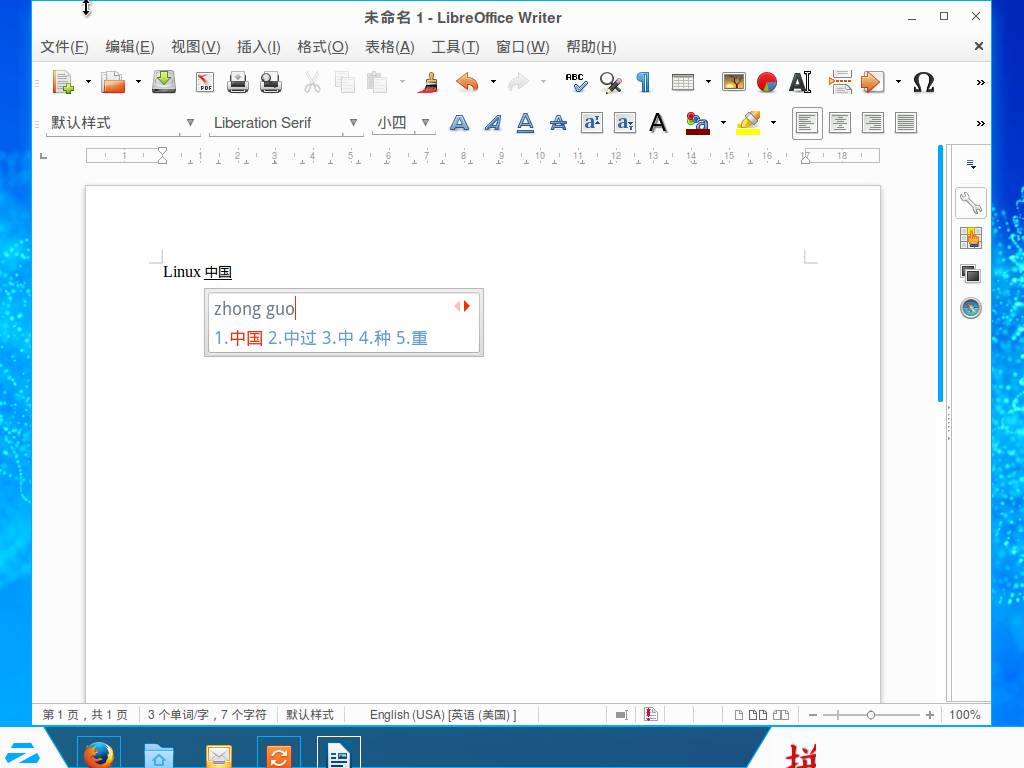 未命名 1 - LibreOffice Writer
文件(F) 编辑(E) 视图(V) 插入(I) 格式(O) 表格(A) 工具(T) 窗口(W) 帮助(H)
PDF ABC
默认样式 Liberation Serif 小四
1 1 2 3 4 5 6 7 8 9 10 11 12 13 14 15 16 17 18
Linux 中国
zhong guo
1.中国 2.中过 3.中 4.种 5.重
第 1 页，共 1 页 3 个单词/字，7 个字符 默认样式 English (USA) [英语 (美国) ] 100%
拼